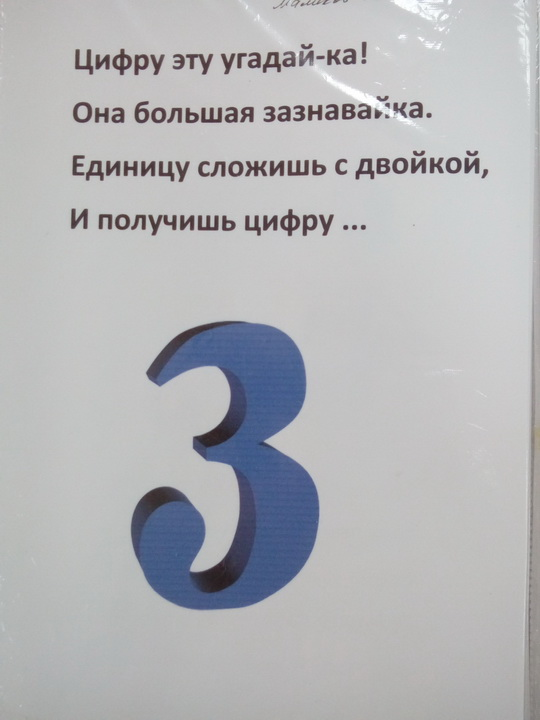 Цифру эту угадай-ка!
Она большая зазнавайка.
Единицу сложишь с двойкой,
И получишь цифру ...
3